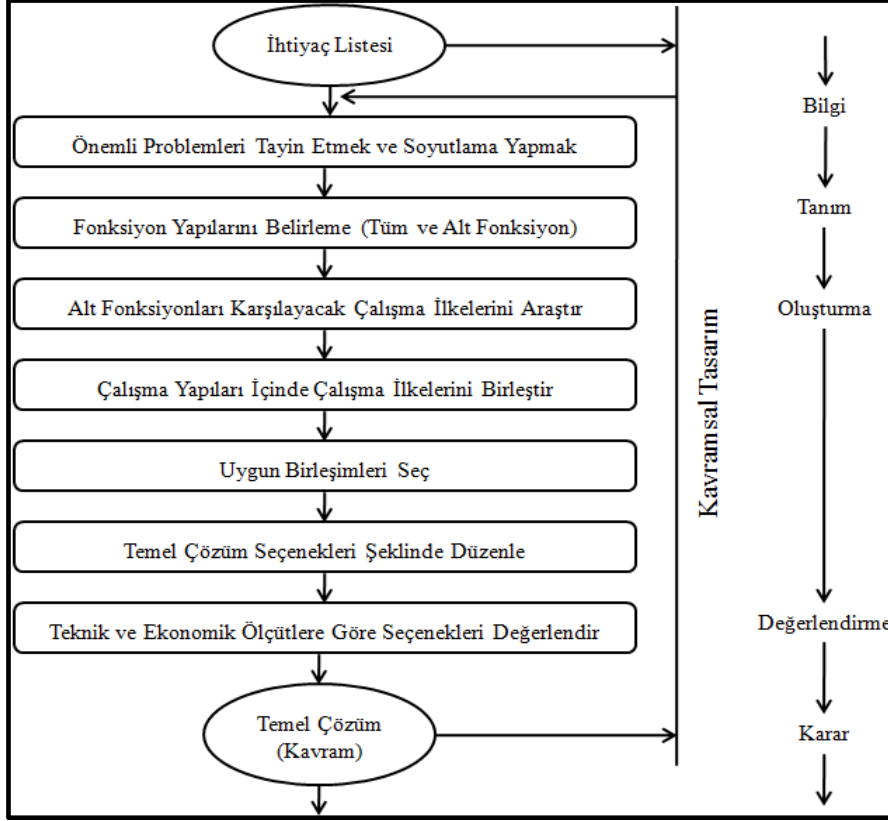 İhtiyaç Listesi
Önemli Problemleri Tayin Etmek ve Soyutlama Yapmak
Fonksiyon Yapılarını Belirleme (Tüm ve Alt Fonksiyon)
Alt Fonksiyonları Karşılayacak Çalışma İlkelerini Araştır
Çalışma Yapıları İçinde Çalışma İlkelerini Birleştir
Uygun Birleşimleri Seç
Temel Çözüm Seçenekleri Şeklinde Düzenle
Teknik ve Ekonomik Ölçütlere Göre Seçenekleri Değerlendir
Temel Çözüm
(Kavram)
Kavramsal Tasarım
Bilgi
Tanım
Oluşturma
Değerlendirme
Karar